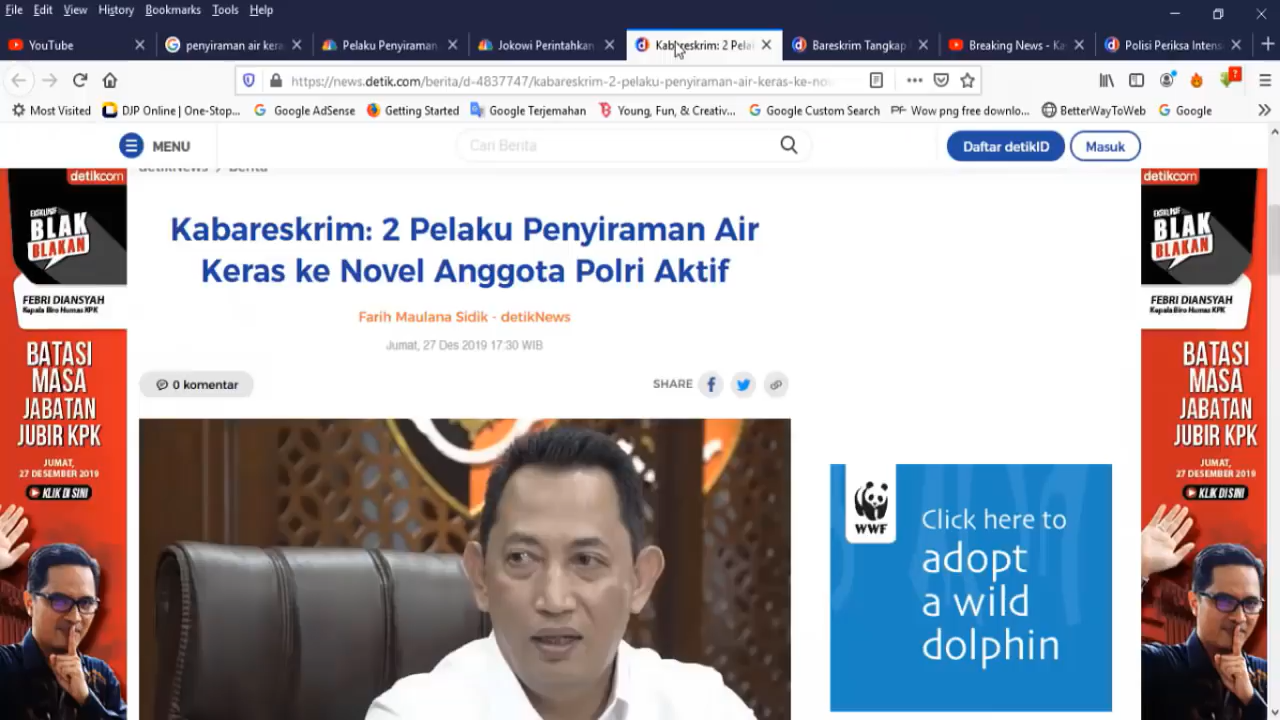 File Edit View History Bookmarks Tools Help
YouTube
penyiraman air kera
Pelaku Penyiraman
Jokowi Perintahkan
Kabareskrim: 2 Pela
Bareskrim Tangkap
Breaking News - Ka
Polisi Periksa Intens
https://news.detik.com/berita/d-4837747/kabareskrim-2-pelaku-penyiraman-air-keras-ke-no
Most Visited
DJP Online | One-Stop...
Google AdSense
Getting Started
Google Terjemahan
Young, Fun, & Creativ...
Google Custom Search
Wow png free downlo...
BetterWayToWeb
Google
MENU
Cari Berita
Daftar detikID
Masuk
detikNews > Berita
Kabareskrim: 2 Pelaku Penyiraman Air
Keras ke Novel Anggota Polri Aktif
Farih Maulana Sidik - detikNews
Jumat, 27 Des 2019 17:30 WIB
0 komentar
SHARE
detikcom
BLAK
BLAKAN
FEBRI DIANSYAH
Kepala Biro Humas KPK
BATASI
MASA
JABATAN
JUBIR KPK
JUMAT,
27 DESEMBER 2019
KLIK DI SINI
WWF
Click here to
adopt
a wild
dolphin
detikcom
BLAK
BLAKAN
FEBRI DIANSYAH
Kepala Biro Humas KPK
BATASI
MASA
JABATAN
JUBIR KPK
JUMAT,
27 DESEMBER 2019
KLIK DI SINI